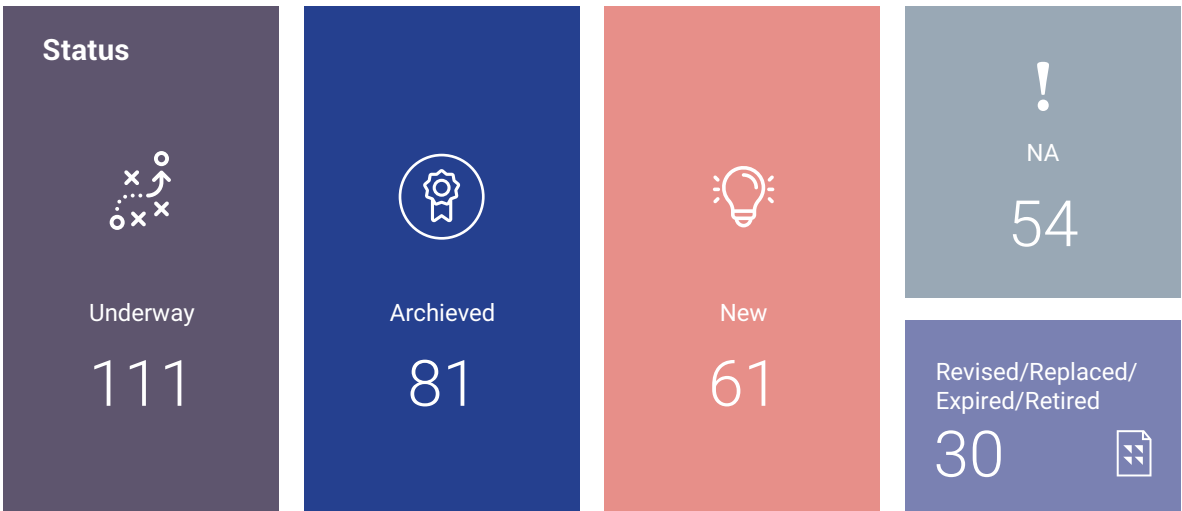 Status
Underway
111
Archieved
81
New
61
!
NA
54
Revised/Replaced/
Expired/Retired
30